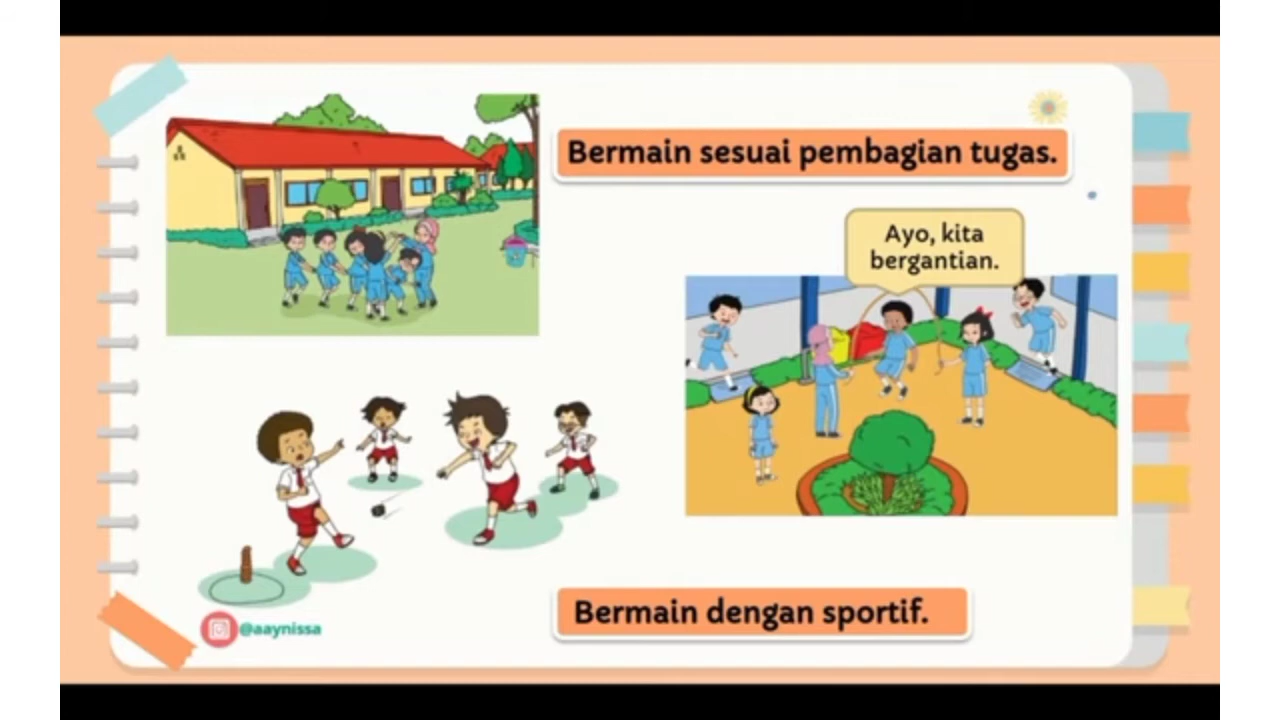 Bermain sesuai pembagian tugas.
Ayo, kita
bergantian.
Bermain dengan sportif.
@aaynissa